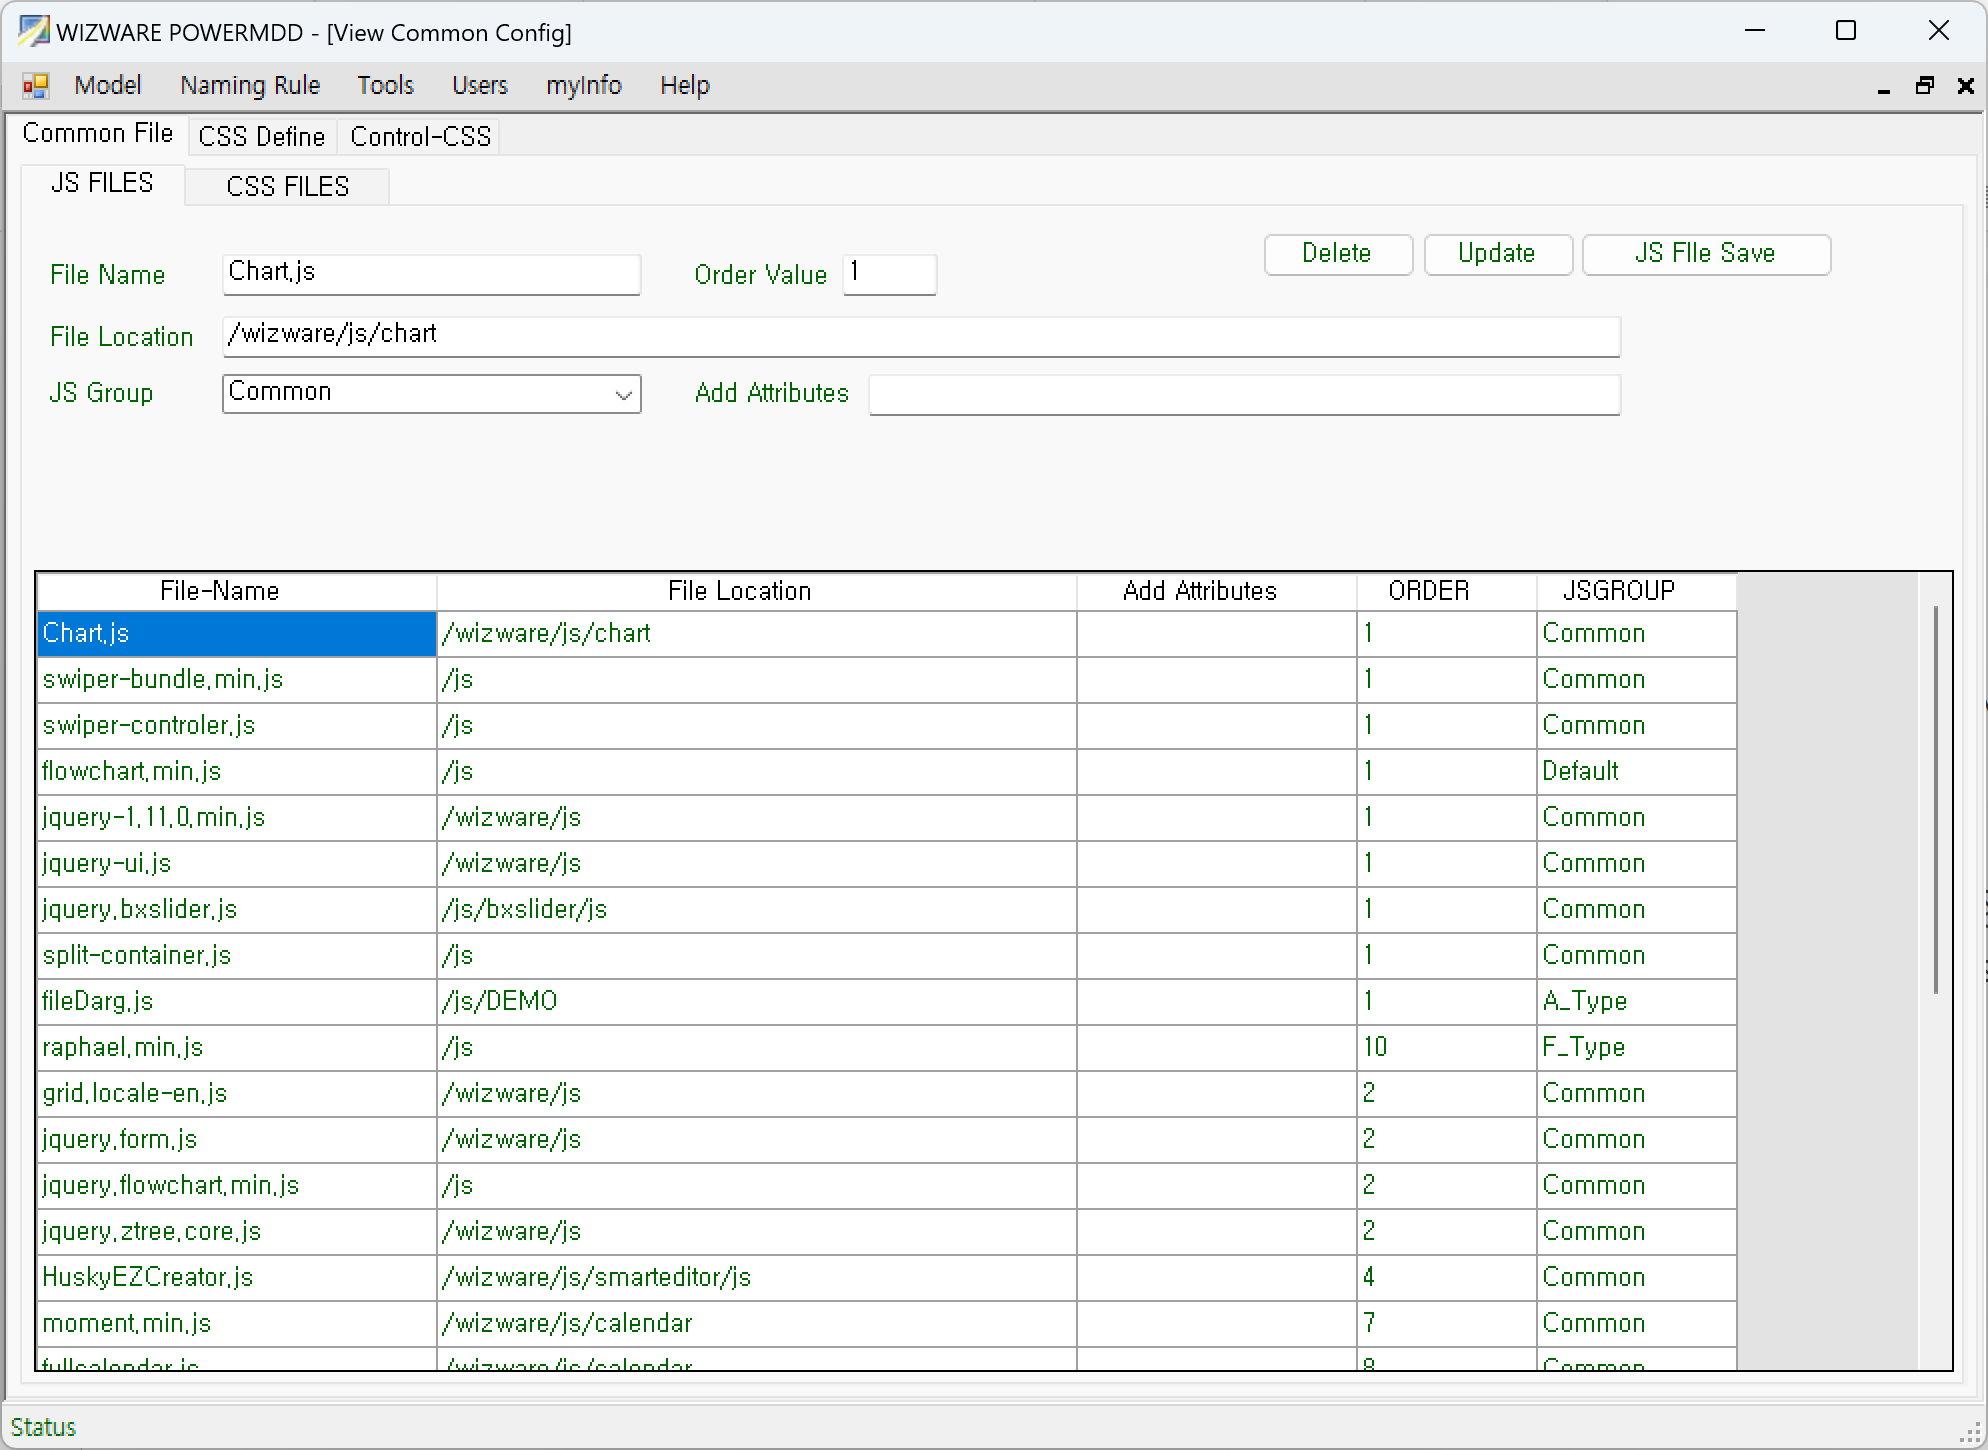 WIZWARE POWERMDD - [View Common Config]
Model Naming Rule Tools Users myInfo Help
Common File CSS Define Control-CSS
JS FILES CSS FILES
File Name Chart.js Order Value 1 Delete Update JS FIle Save
File Location /wizware/js/chart
JS Group Common Add Attributes
File-Name File Location Add Attributes ORDER JSGROUP
Chart.js /wizware/js/chart 1 Common
swiper-bundle.min.js /js 1 Common
swiper-controler.js /js 1 Common
flowchart.min.js /js 1 Default
jquery-1.11.0.min.js /wizware/js 1 Common
jquery-ui.js /wizware/js 1 Common
jquery.bxslider.js /js/bxslider/js 1 Common
split-container.js /js 1 Common
fileDarg.js /js/DEMO 1 A_Type
raphael.min.js /js 10 F_Type
grid.locale-en.js /wizware/js 2 Common
jquery.form.js /wizware/js 2 Common
jquery.flowchart.min.js /js 2 Common
jquery.ztree.core.js /wizware/js 2 Common
HuskyEZCreator.js /wizware/js/smarteditor/js 4 Common
moment.min.js /wizware/js/calendar 7 Common
fullcalendar.js /wizware/js/calendar 8 Common
Status